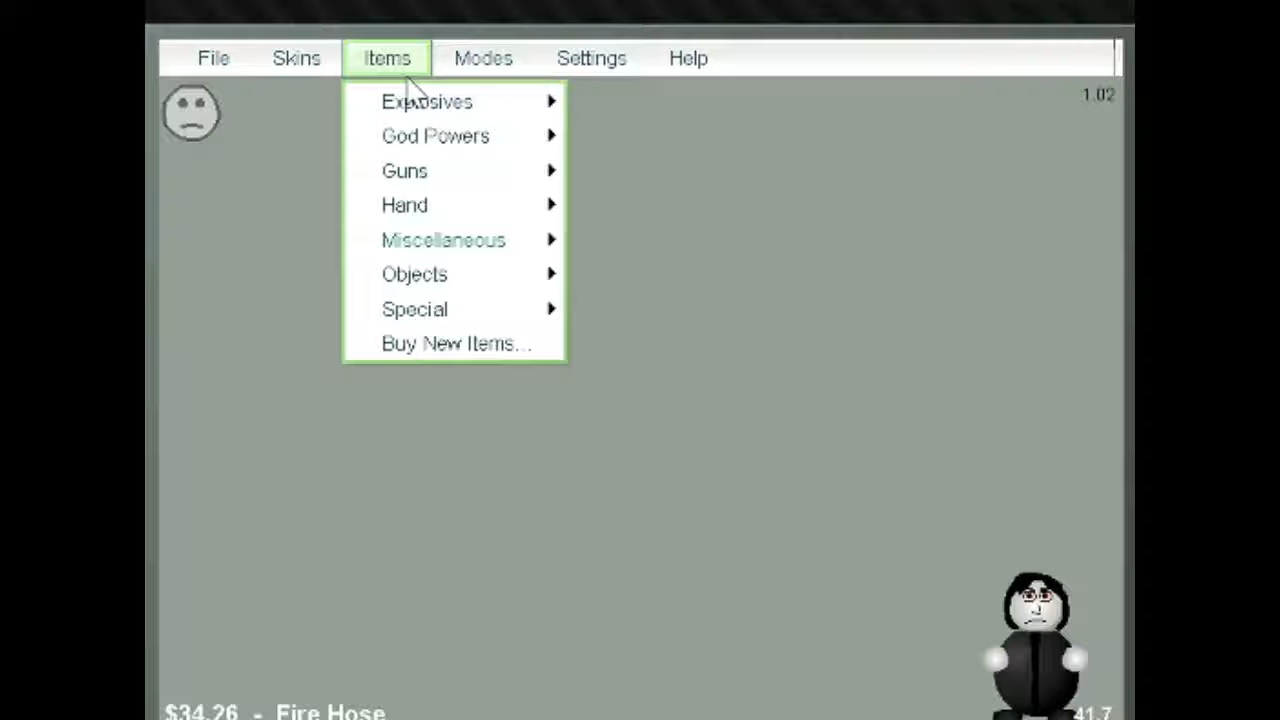 File Skins Items Modes Settings Help
1.02
Explosives
God Powers
Guns
Hand
Miscellaneous
Objects
Special
Buy New Items...
$34.26 - Fire Hose
41.7